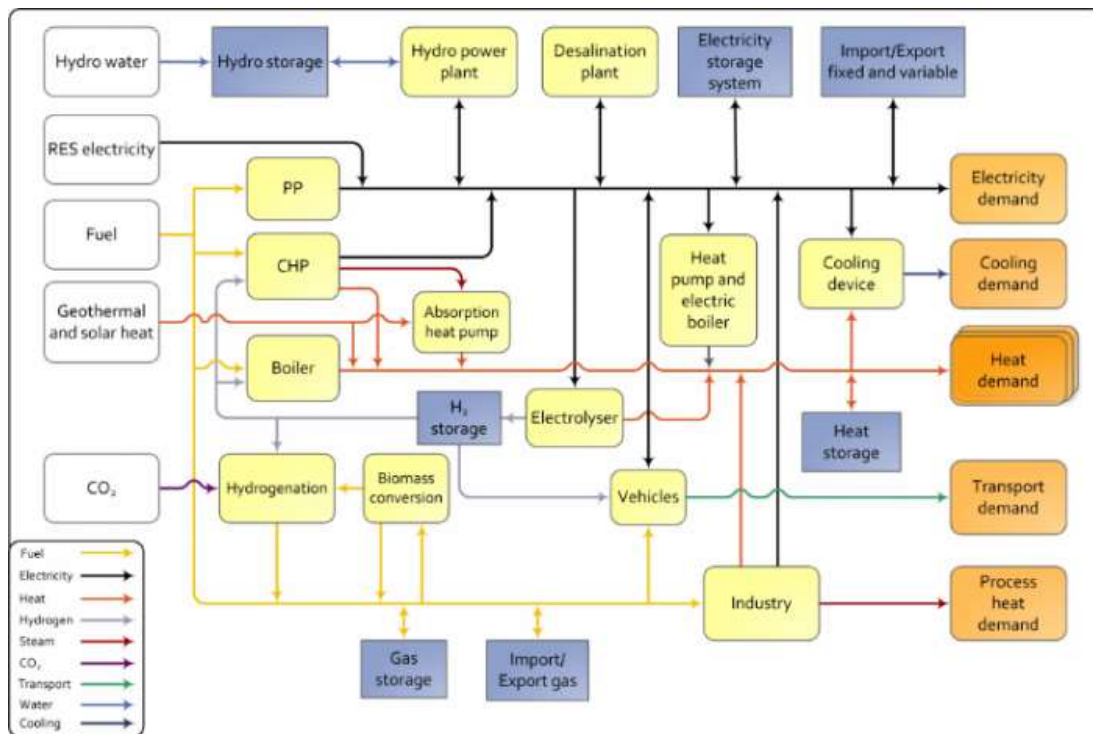 Hydro water
Hydro storage
Hydro power
plant
Desalination
plant
Electricity
storage
system
Import/Export
fixed and variable
RES electricity
PP
Electricity
demand
Fuel
CHP
Heat
pump and
electric
boiler
Cooling
device
Cooling
demand
Geothermal
and solar heat
Absorption
heat pump
Boiler
Heat
demand
H₂
storage
Electrolyser
Heat
storage
CO₂
Hydrogenation
Biomass
conversion
Vehicles
Transport
demand
Fuel
Electricity
Heat
Hydrogen
Steam
CO₂
Transport
Water
Cooling
Industry
Process
heat
demand
Gas
storage
Import/
Export gas